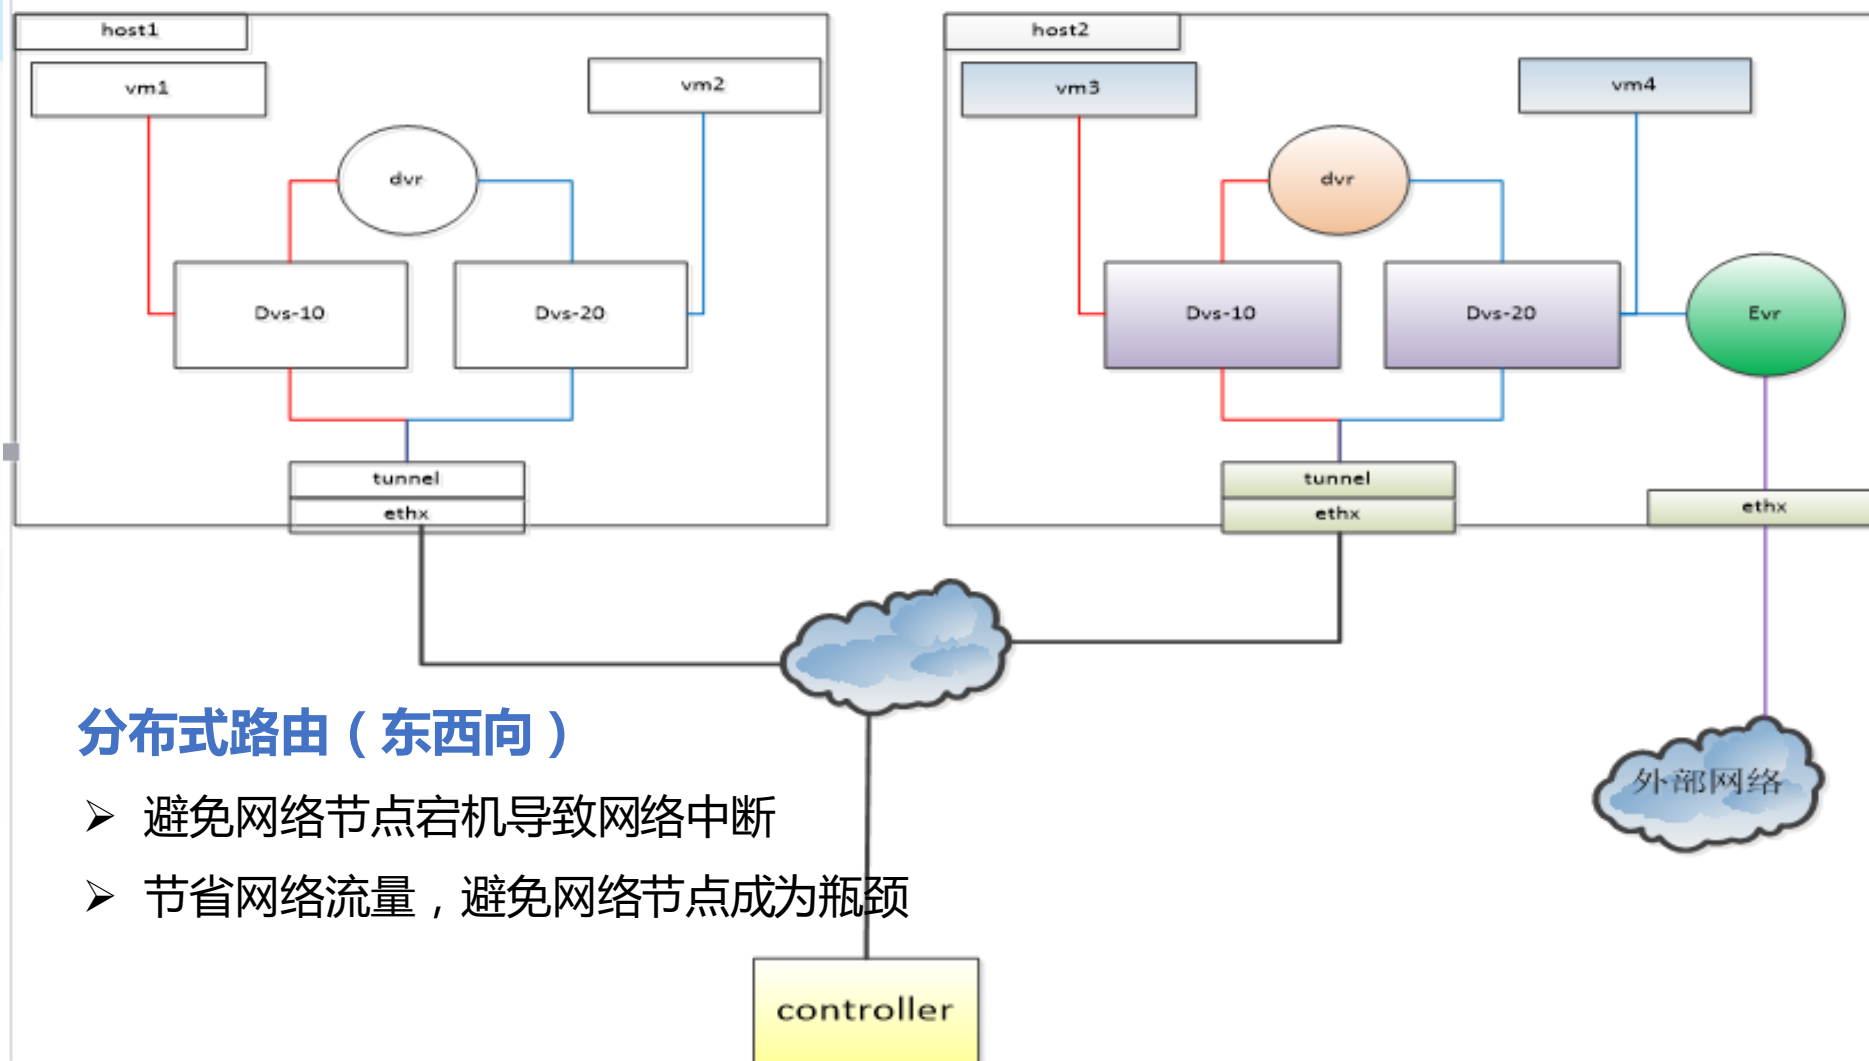 host1
host2
vm1
vm2
vm3
vm4
dvr
dvr
Dvs-10
Dvs-20
Dvs-10
Dvs-20
Evr
tunnel
ethx
tunnel
ethx
ethx
分布式路由（东西向）
外部网络
➢ 避免网络节点宕机导致网络中断
➢ 节省网络流量，避免网络节点成为瓶颈
controller